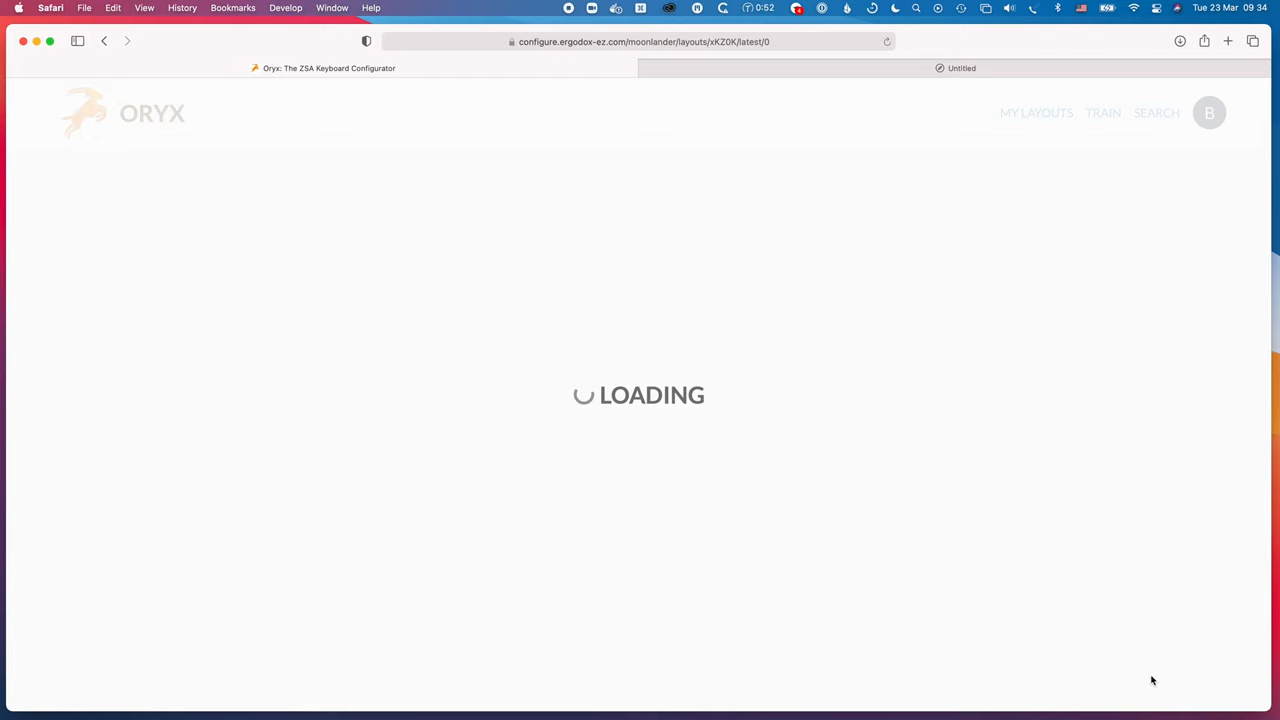 Safari File Edit View History Bookmarks Develop Window Help 0:52 4 Tue 23 Mar 09 34
configure.ergodox-ez.com/moonlander/layouts/xKZ0K/latest/0
Oryx: The ZSA Keyboard Configurator
Untitled
ORYX
MY LAYOUTS TRAIN SEARCH B
LOADING